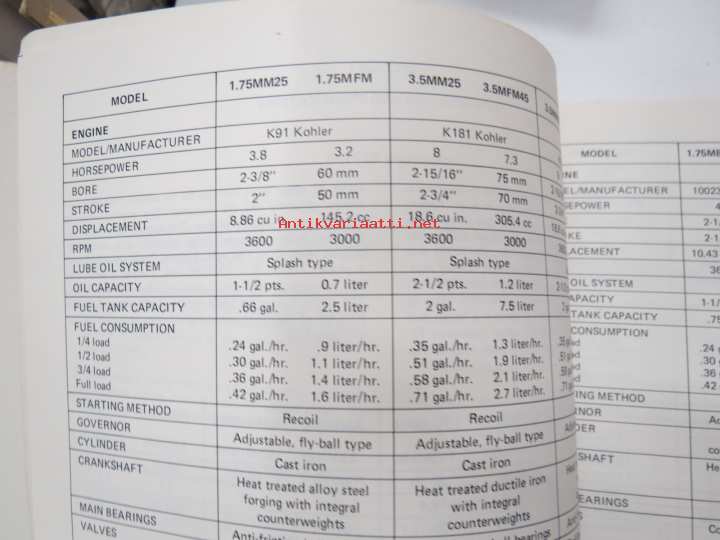 MODEL 1.75MM25 1.75MFM 3.5MM25 3.5MFM45
ENGINE
MODEL/MANUFACTURER K91 Kohler K181 Kohler
HORSEPOWER 3.8 3.2 8 7.3
BORE 2-3/8" 60 mm 2-15/16" 75 mm
STROKE 2" 50 mm 2-3/4" 70 mm
DISPLACEMENT 8.86 cu in. 145.2 cc 18.6 cu in. 305.4 cc
Antikvariaatti.net
RPM 3600 3000 3600 3000
LUBE OIL SYSTEM Splash type Splash type
OIL CAPACITY 1-1/2 pts. 0.7 liter 2-1/2 pts. 1.2 liter
FUEL TANK CAPACITY .66 gal. 2.5 liter 2 gal. 7.5 liter
FUEL CONSUMPTION
1/4 load .24 gal./hr. .9 liter/hr. .35 gal./hr. 1.3 liter/hr.
1/2 load .30 gal./hr. 1.1 liter/hr. .51 gal./hr. 1.9 liter/hr.
3/4 load .36 gal./hr. 1.4 liter/hr. .58 gal./hr. 2.1 liter/hr.
Full load .42 gal./hr. 1.6 liter/hr. .71 gal./hr. 2.7 liter/hr.
STARTING METHOD Recoil Recoil
GOVERNOR Adjustable, fly-ball type Adjustable, fly-ball type
CYLINDER Cast iron Cast iron
CRANKSHAFT Heat treated alloy steel Heat treated ductile iron
forging with integral with integral
counterweights counterweights
MAIN BEARINGS
VALVES
MODEL
MANUFACTURER 10023
10.43
TANK CAPACITY
CONSUMPTION
METHOD
BEARINGS